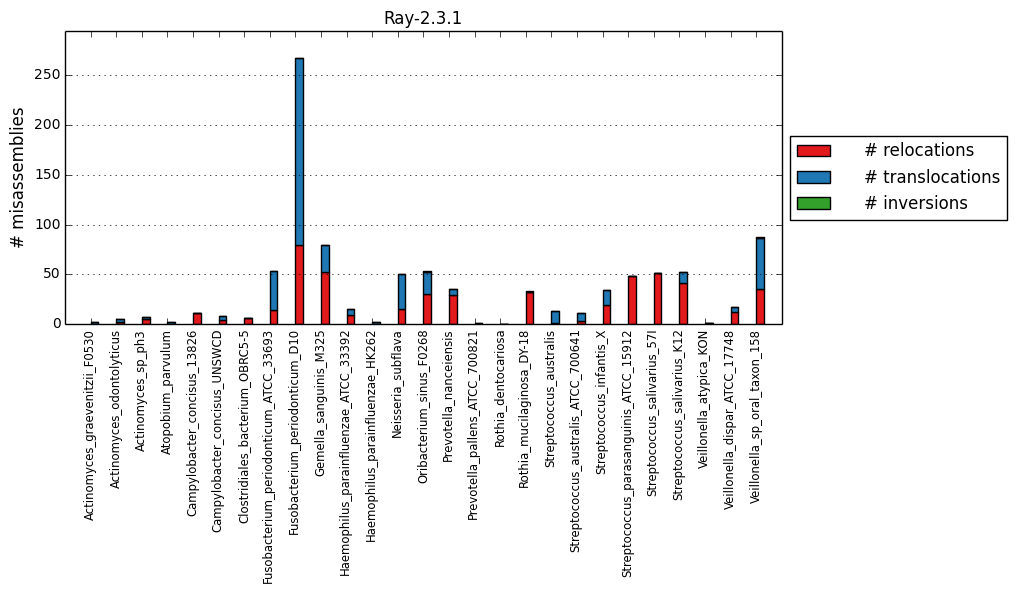 Ray-2.3.1
# misassemblies
250
200
150
100
50
0
# relocations
# translocations
# inversions
Actinomyces_graevenitzii_F0530
Actinomyces_odontolyticus
Actinomyces_sp_ph3
Atopobium_parvulum
Campylobacter_concisus_13826
Campylobacter_concisus_UNSWCD
Clostridiales_bacterium_OBRC5-5
Fusobacterium_periodonticum_ATCC_33693
Fusobacterium_periodonticum_D10
Gemella_sanguinis_M325
Haemophilus_parainfluenzae_ATCC_33392
Haemophilus_parainfluenzae_HK262
Neisseria_subflava
Oribacterium_sinus_F0268
Prevotella_nanceiensis
Prevotella_pallens_ATCC_700821
Rothia_dentocariosa
Rothia_mucilaginosa_DY-18
Streptococcus_australis
Streptococcus_australis_ATCC_700641
Streptococcus_infantis_X
Streptococcus_parasanguinis_ATCC_15912
Streptococcus_salivarius_57I
Streptococcus_salivarius_K12
Veillonella_atypica_KON
Veillonella_dispar_ATCC_17748
Veillonella_sp_oral_taxon_158